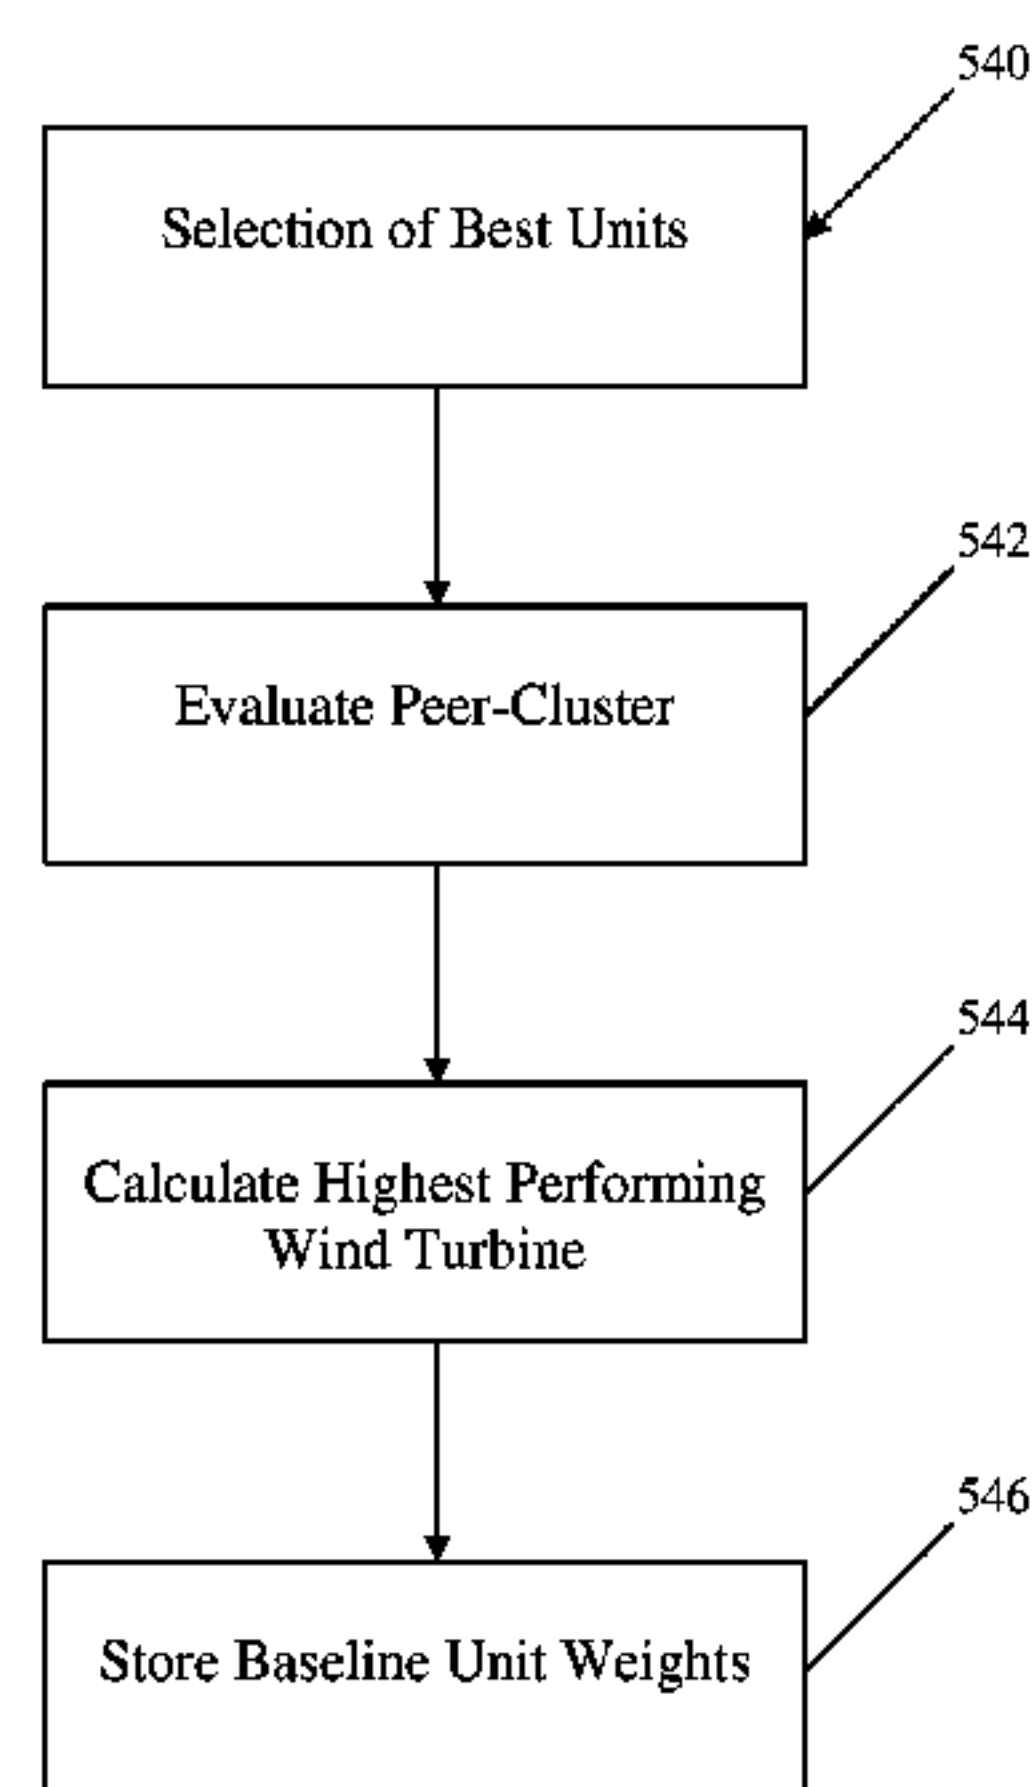 540
Selection of Best Units
542
Evaluate Peer-Cluster
544
Calculate Highest Performing
Wind Turbine
546
Store Baseline Unit Weights